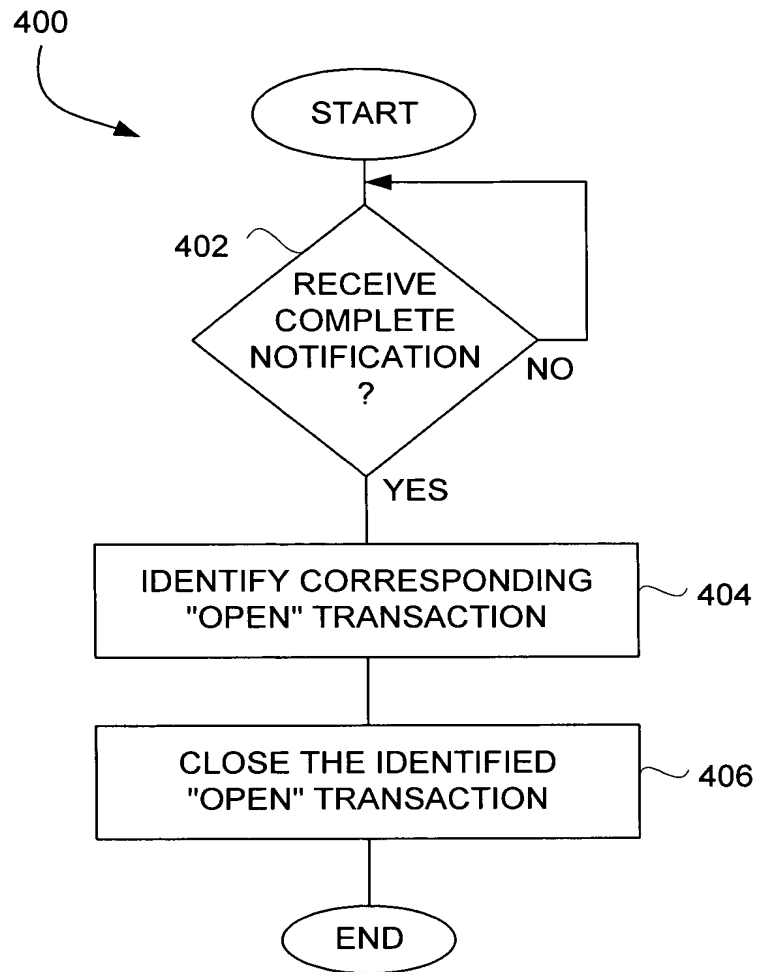 400
START
402
RECEIVE
COMPLETE
NOTIFICATION
?
NO
YES
IDENTIFY CORRESPONDING
"OPEN" TRANSACTION
404
CLOSE THE IDENTIFIED
"OPEN" TRANSACTION
406
END